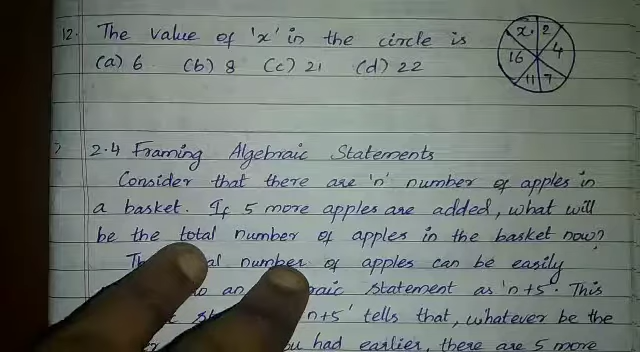 12. The value of 'x' in the circle is
(a) 6 (b) 8 (c) 21 (d) 22
x 2
16 4
11 7
2.4 Framing Algebraic Statements
Consider that there are 'n' number of apples in
a basket. If 5 more apples are added, what will
be the total number of apples in the basket now?
number of apples can be easily
an statement as 'n+5'. This
'n+5' tells that, whatever be the
had earlier, there are 5 more